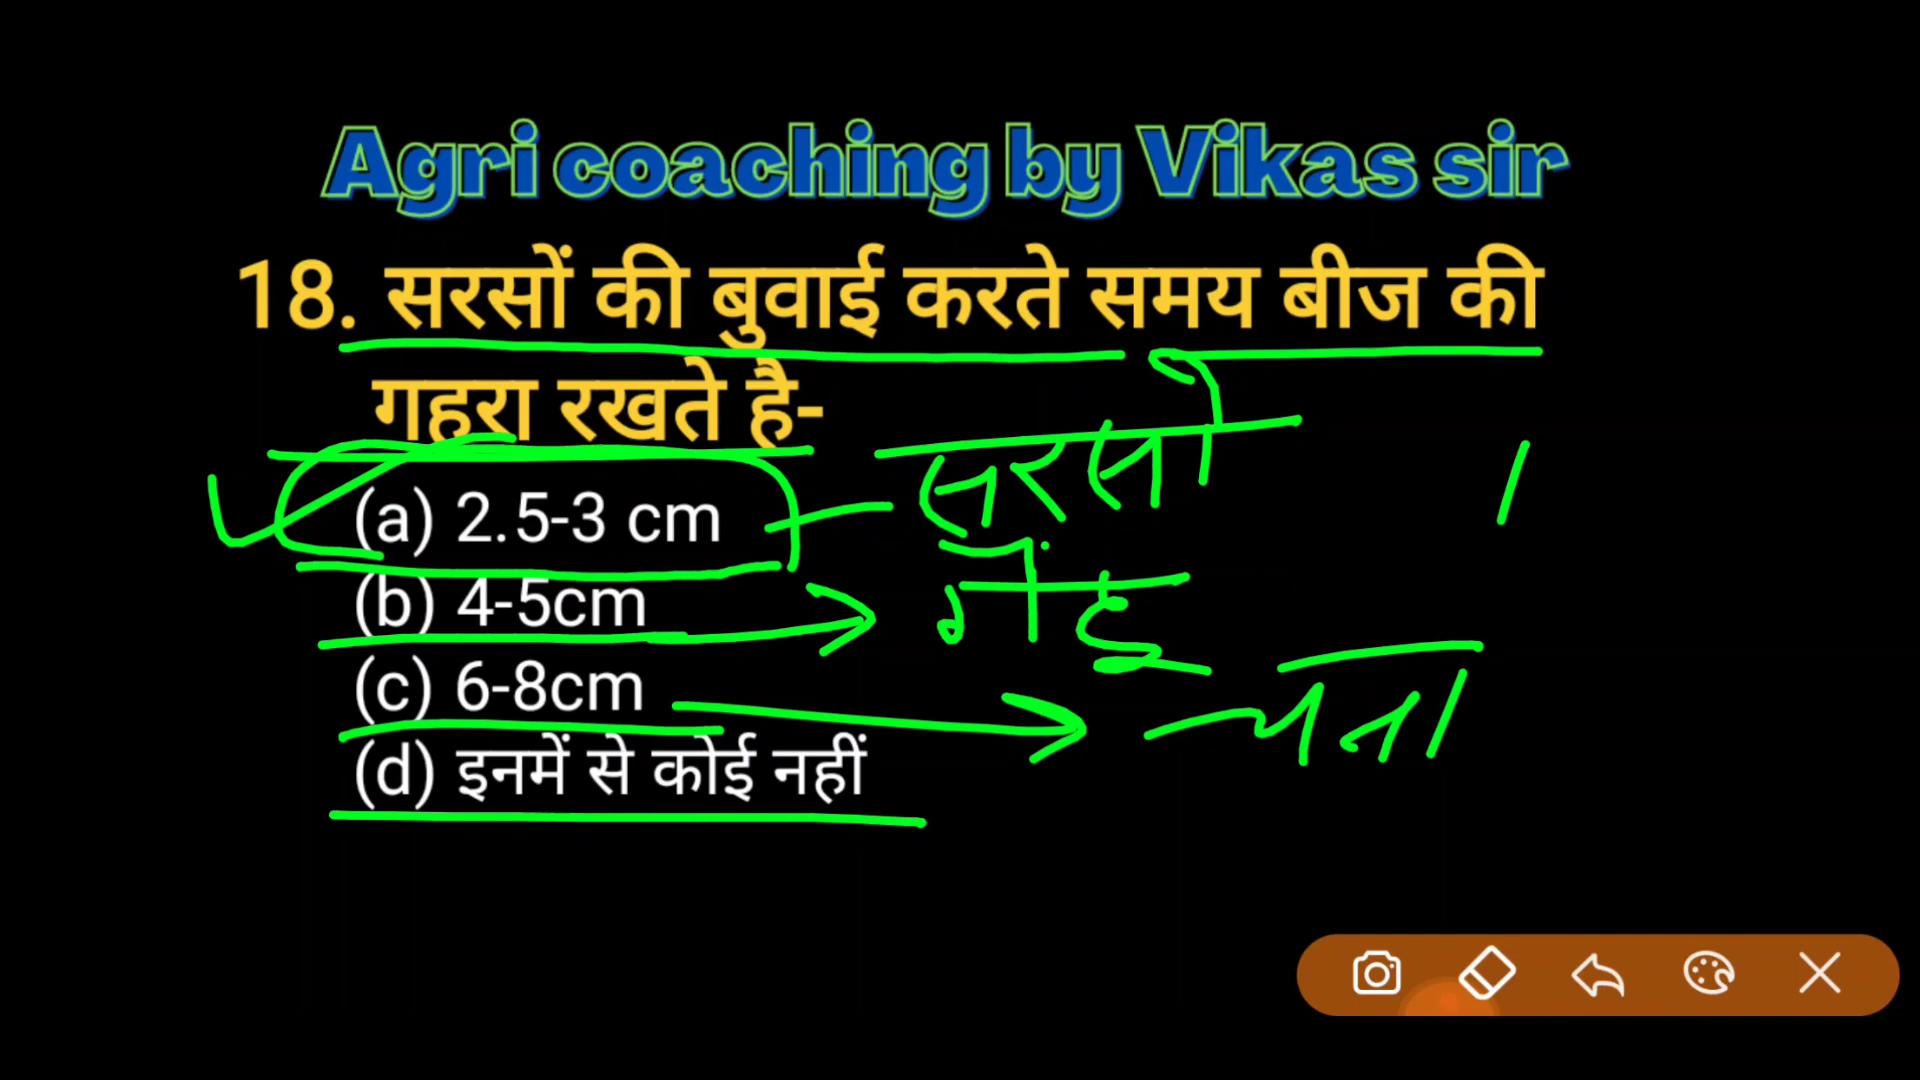 Agri coaching by Vikas sir
18. सरसों की बुवाई करते समय बीज की
गहरा रखते है-
(a) 2.5-3 cm
सरसो
(b) 4-5cm
गेंहू
(c) 6-8cm
चना
(d) इनमें से कोई नहीं